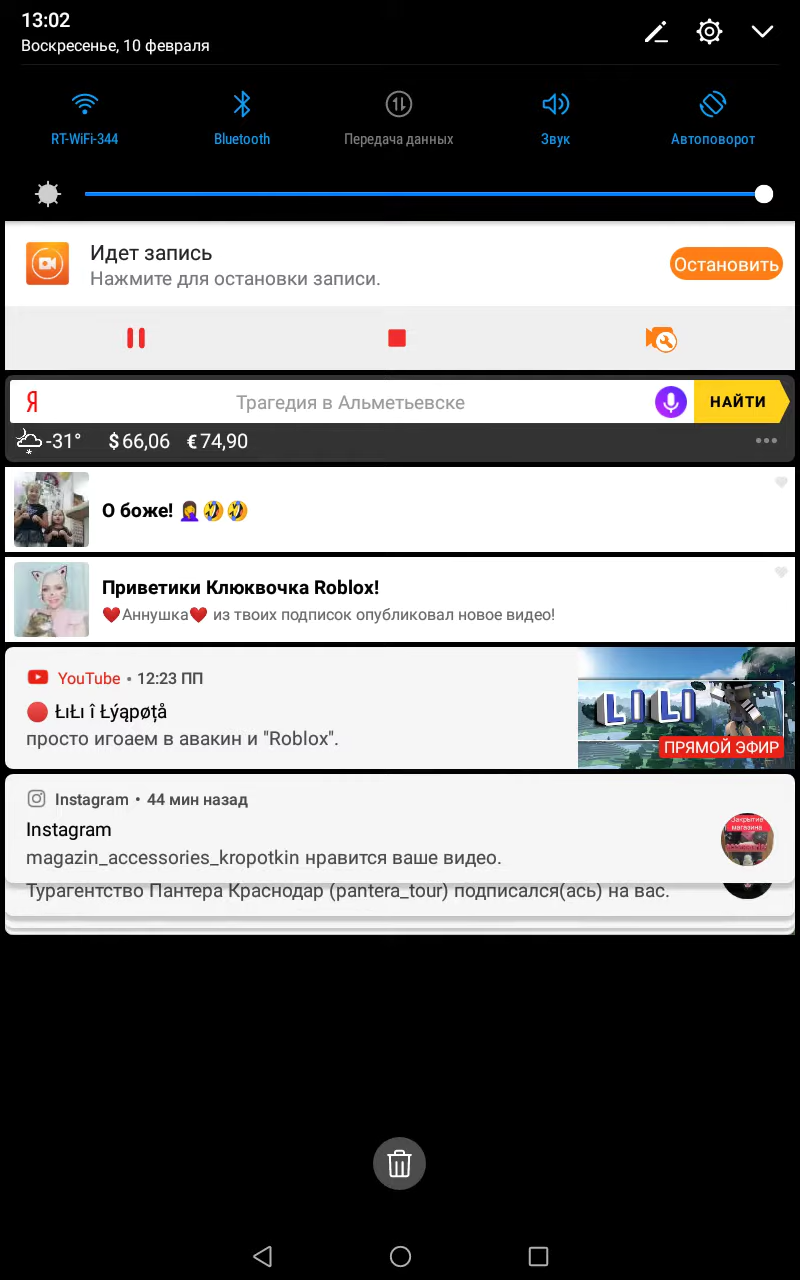 13:02
Воскресенье, 10 февраля
RT-WiFi-344
Bluetooth
Передача данных
Звук
Автоповорот
Идет запись
Нажмите для остановки записи.
Остановить
Я
Трагедия в Альметьевске
НАЙТИ
-31°
$66,06
€74,90
О боже! 🤦‍♀️🤣🤣
Приветики Клюквочка Roblox!
❤️Аннушка❤️ из твоих подписок опубликовал новое видео!
YouTube • 12:23 ПП
🔴 ŁıŁı î Łýąpøţå
просто игоаем в авакин и "Roblox".
LILI
ПРЯМОЙ ЭФИР
Instagram • 44 мин назад
Instagram
magazin_accessories_kropotkin нравится ваше видео.
Закрытие
магазина
Турагентство Пантера Краснодар (pantera_tour) подписался(ась) на вас.